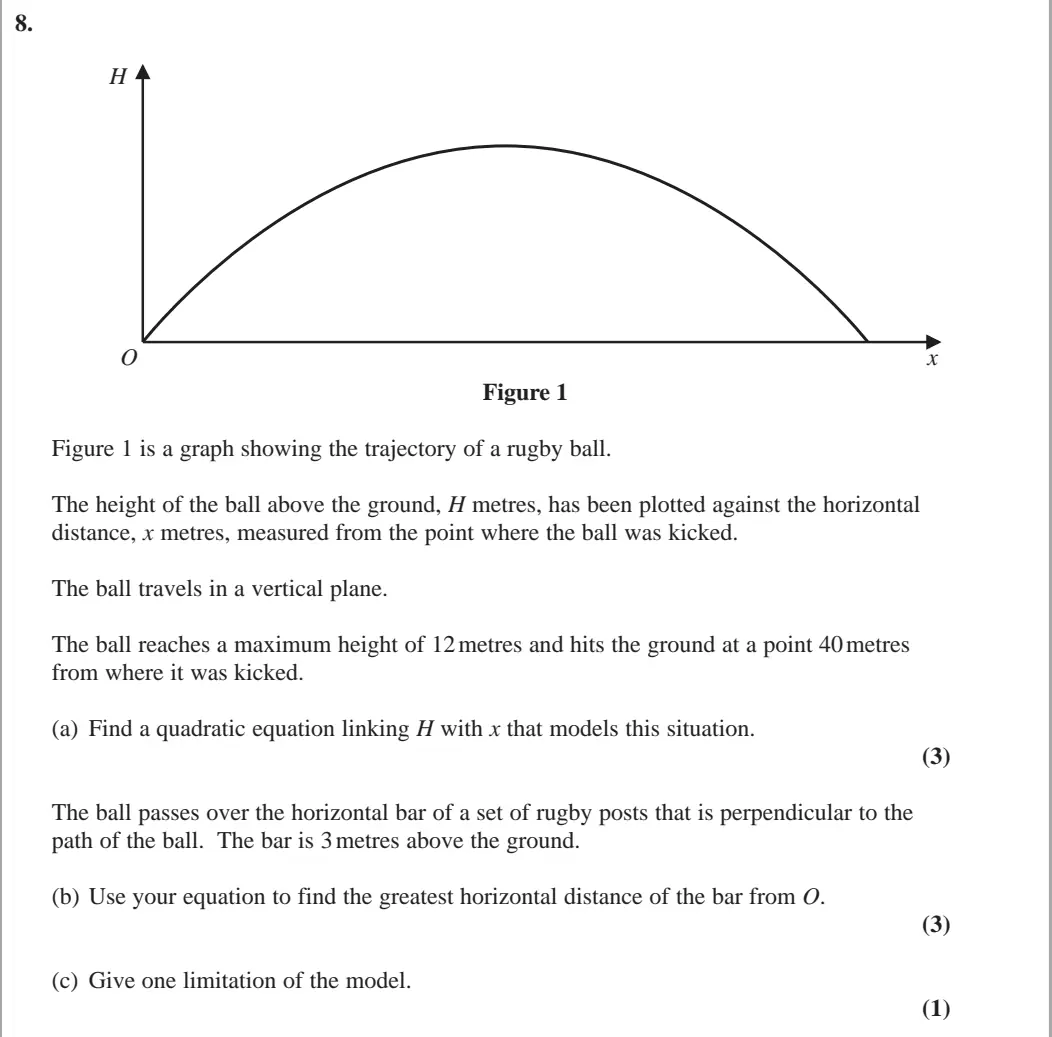 8.
H
O
x
Figure 1
Figure 1 is a graph showing the trajectory of a rugby ball.
The height of the ball above the ground, H metres, has been plotted against the horizontal
distance, x metres, measured from the point where the ball was kicked.
The ball travels in a vertical plane.
The ball reaches a maximum height of 12 metres and hits the ground at a point 40 metres
from where it was kicked.
(a) Find a quadratic equation linking H with x that models this situation.
(3)
The ball passes over the horizontal bar of a set of rugby posts that is perpendicular to the
path of the ball. The bar is 3 metres above the ground.
(b) Use your equation to find the greatest horizontal distance of the bar from O.
(3)
(c) Give one limitation of the model.
(1)